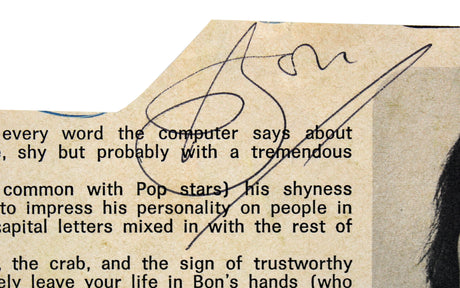 Bon
every word the computer says about
, shy but probably with a tremendous
common with Pop stars) his shyness
to impress his personality on people in
capital letters mixed in with the rest of
, the crab, and the sign of trustworthy
ely leave your life in Bon's hands (who